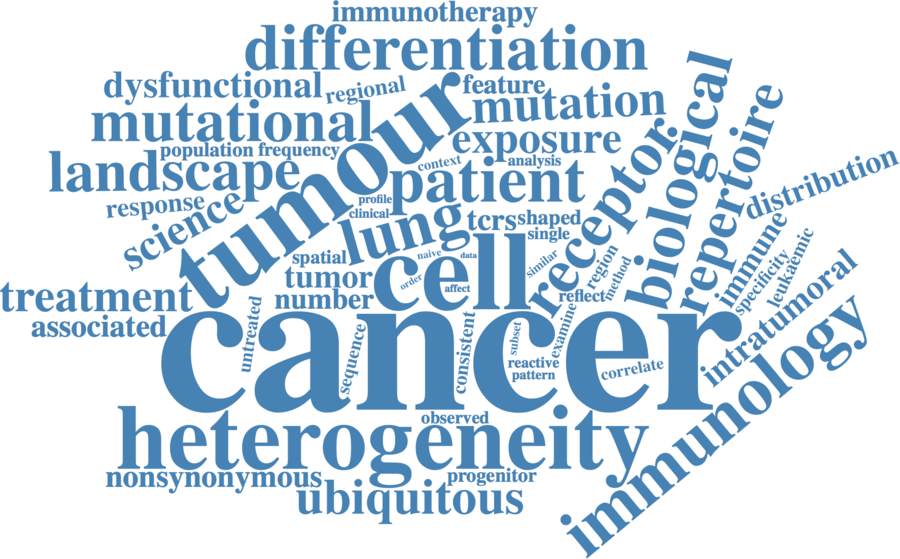 immunotherapy
differentiation
dysfunctional
regional
feature
mutational
tumour
mutation
biological
population frequency
exposure
receptor
repertoire
landscape
context
analysis
patient
distribution
response
science
profile
clinical
lung
tcrs
shaped
single
immune
spatial
naive
data
similar
region
method
specificity
leukaemic
treatment
tumor
cell
order
affect
number
reflect
associated
untreated
cancer
sequence
consistent
subset
examine
reactive
pattern
correlate
intratumoral
immunology
observed
heterogeneity
nonsynonymous
progenitor
ubiquitous